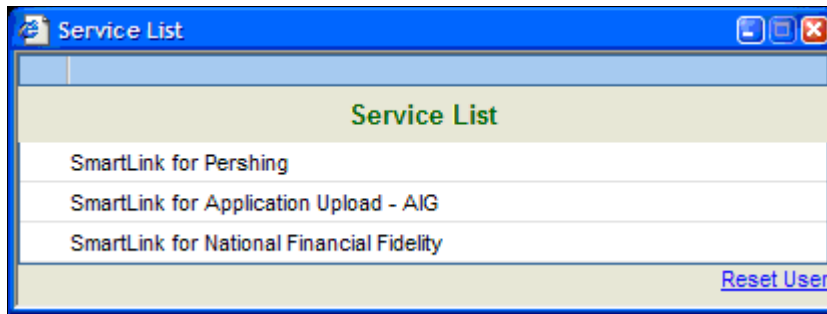 Service List
Service List
SmartLink for Pershing
SmartLink for Application Upload - AIG
SmartLink for National Financial Fidelity
Reset User